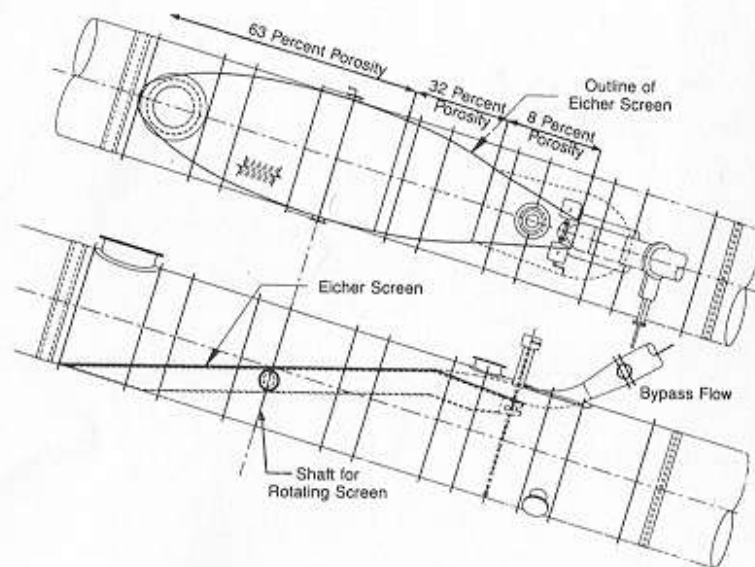 63 Percent Porosity
32 Percent
Porosity
8 Percent
Porosity
Outline of
Eicher Screen
Eicher Screen
Bypass Flow
Shaft for
Rotating Screen